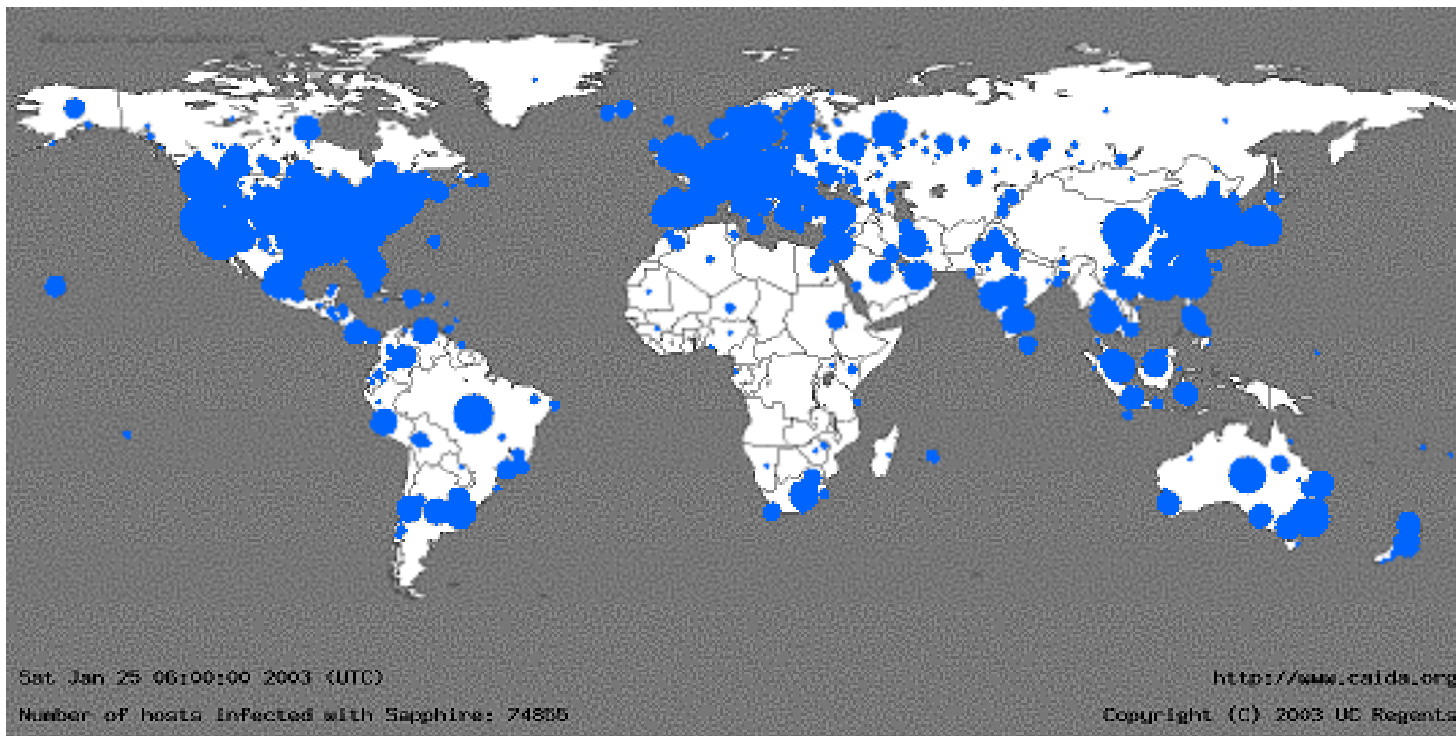 Sat Jan 25 06:00:00 2003 (UTC)
http://www.caida.org
Number of hosts infected with Sapphire: 74855
Copyright (C) 2003 UC Regents